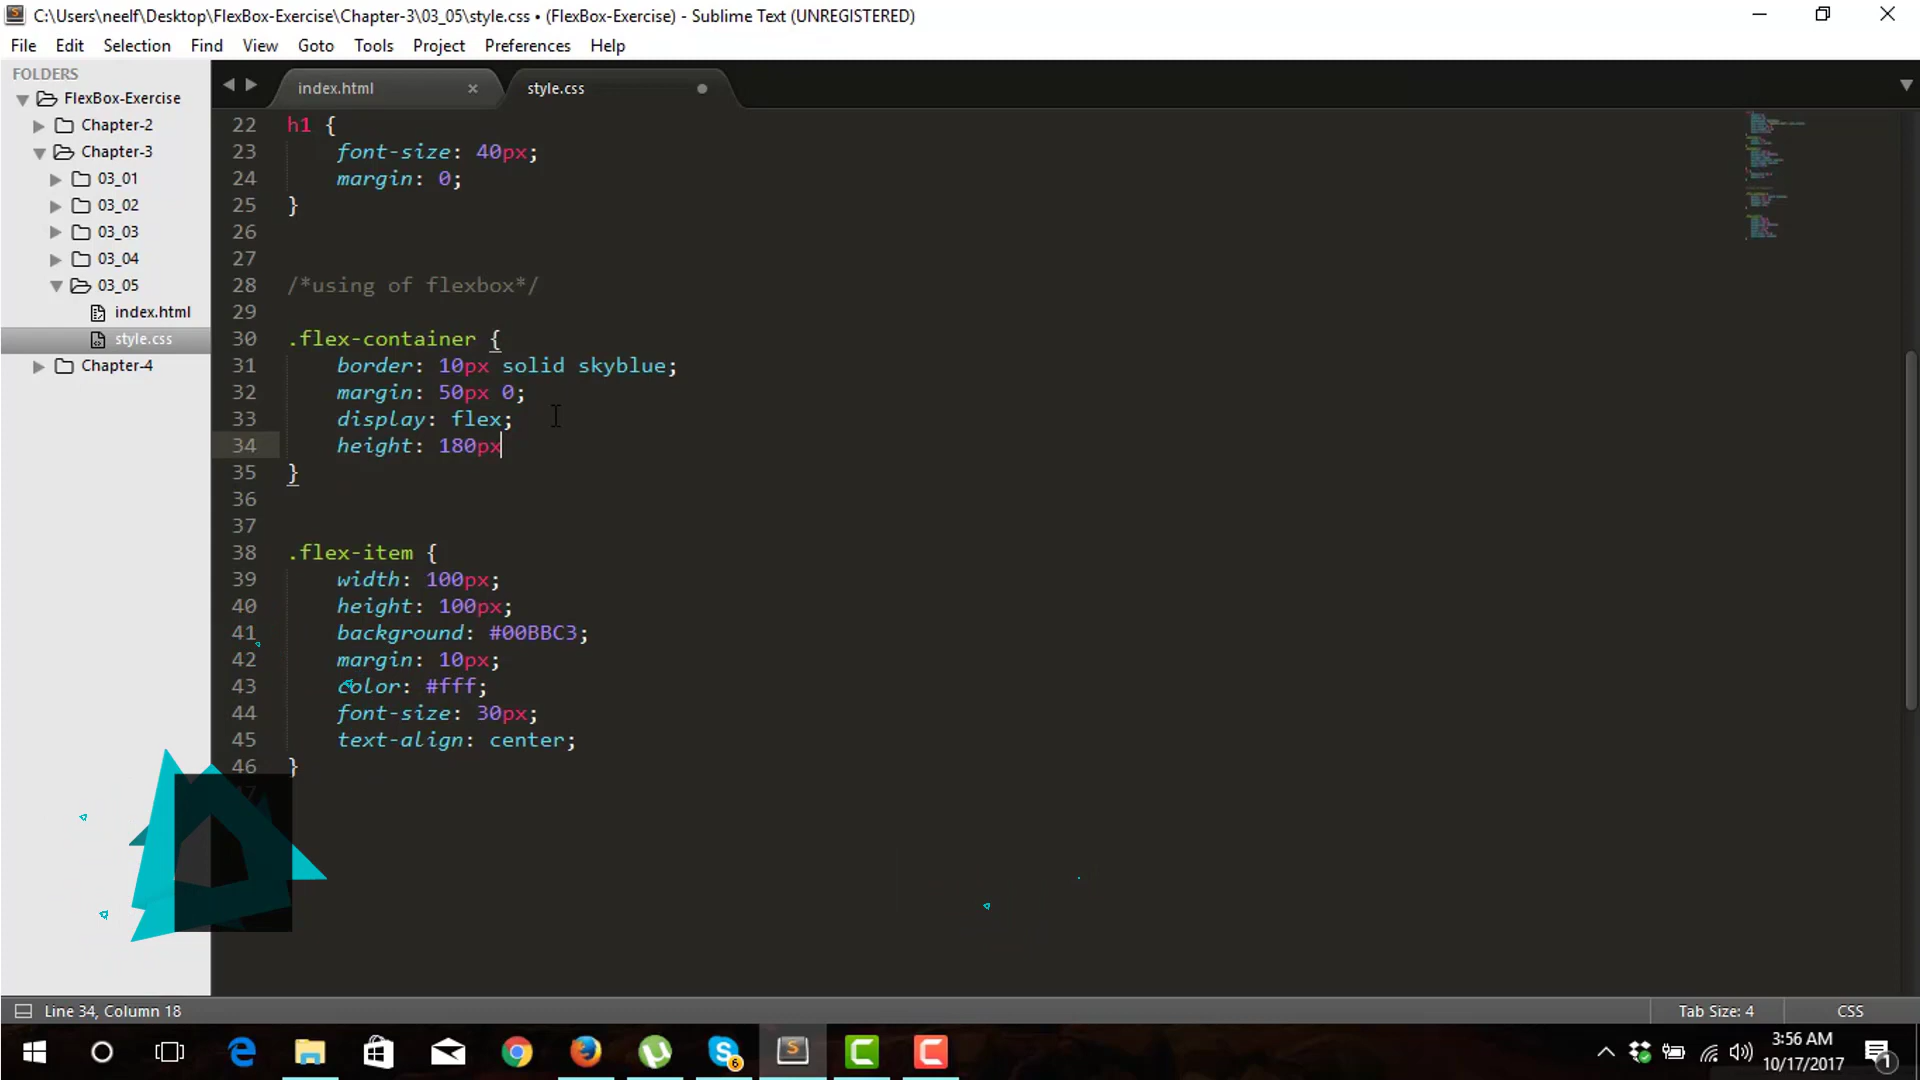 C:\Users\neelf\Desktop\FlexBox-Exercise\Chapter-3\03_05\style.css • (FlexBox-Exercise) - Sublime Text (UNREGISTERED)
File Edit Selection Find View Goto Tools Project Preferences Help
FOLDERS
FlexBox-Exercise
Chapter-2
Chapter-3
03_01
03_02
03_03
03_04
03_05
index.html
style.css
Chapter-4
index.html × style.css
22 h1 {
23 font-size: 40px;
24 margin: 0;
25 }
26
27
28 /*using of flexbox*/
29
30 .flex-container {
31 border: 10px solid skyblue;
32 margin: 50px 0;
33 display: flex;
34 height: 180px
35 }
36
37
38 .flex-item {
39 width: 100px;
40 height: 100px;
41 background: #00BBC3;
42 margin: 10px;
43 color: #fff;
44 font-size: 30px;
45 text-align: center;
46 }
47
Line 34, Column 18 Tab Size: 4 CSS
6
3:56 AM
10/17/2017
1